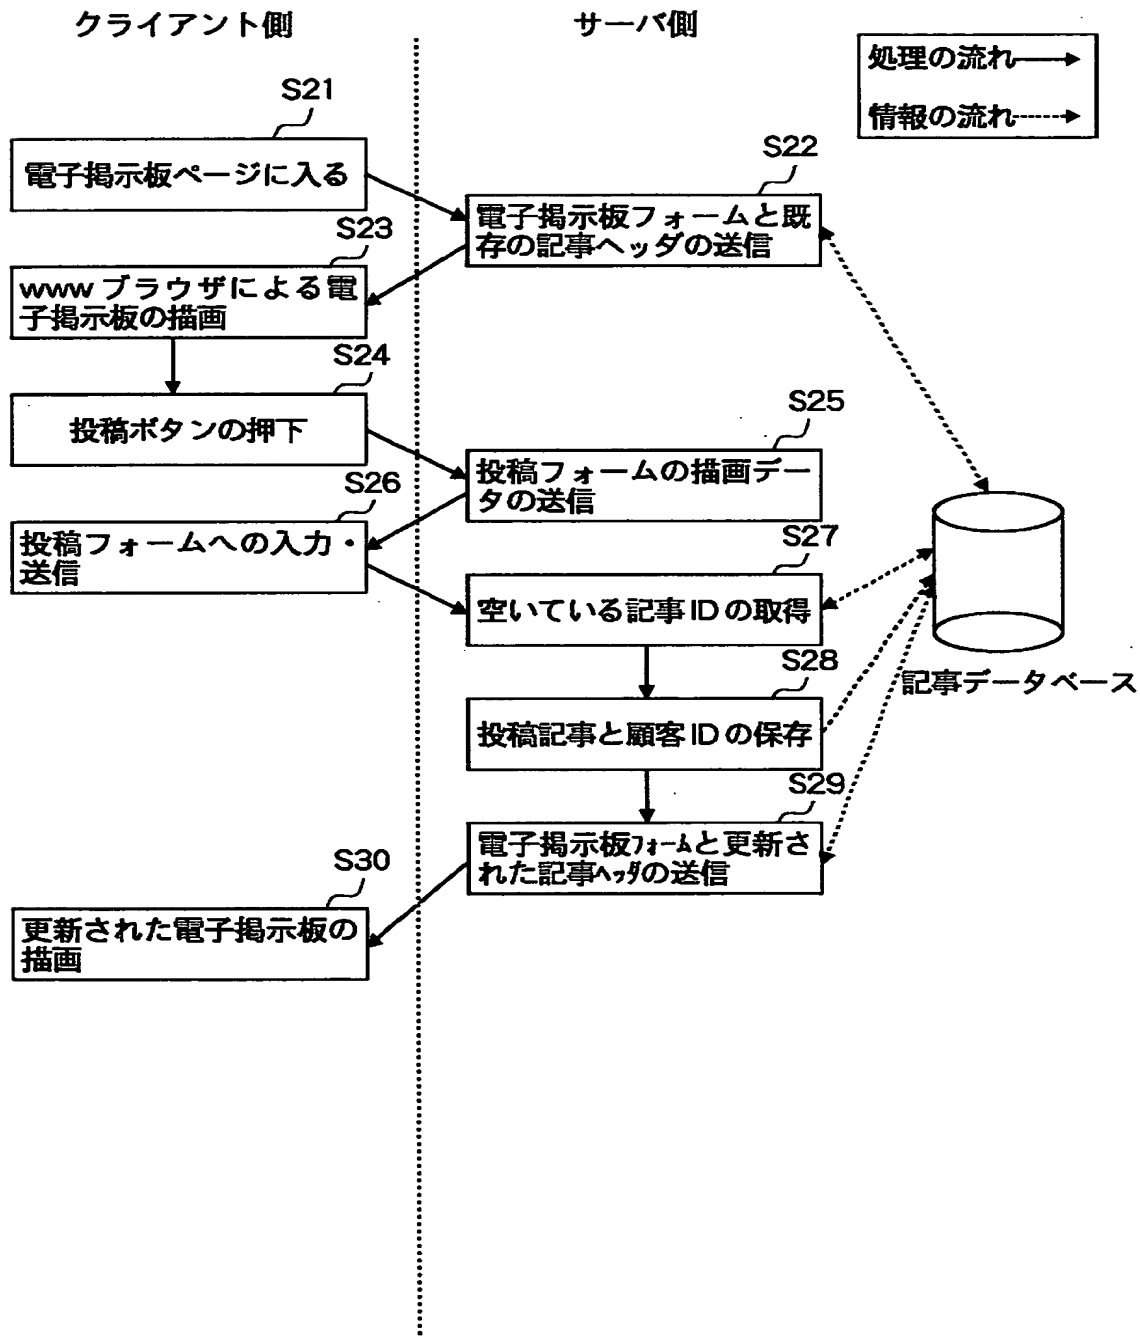 クライアント側
サーバ側
処理の流れ
情報の流れ
S21
電子掲示板ページに入る
S22
電子掲示板フォームと既
存の記事ヘッダの送信
S23
wwwブラウザによる電
子掲示板の描画
S24
投稿ボタンの押下
S25
投稿フォームの描画デー
タの送信
S26
投稿フォームへの入力・
送信
S27
空いている記事IDの取得
S28
投稿記事と顧客IDの保存
記事データベース
S29
電子掲示板ﾌｫｰﾑと更新さ
れた記事ﾍｯﾀﾞの送信
S30
更新された電子掲示板の
描画